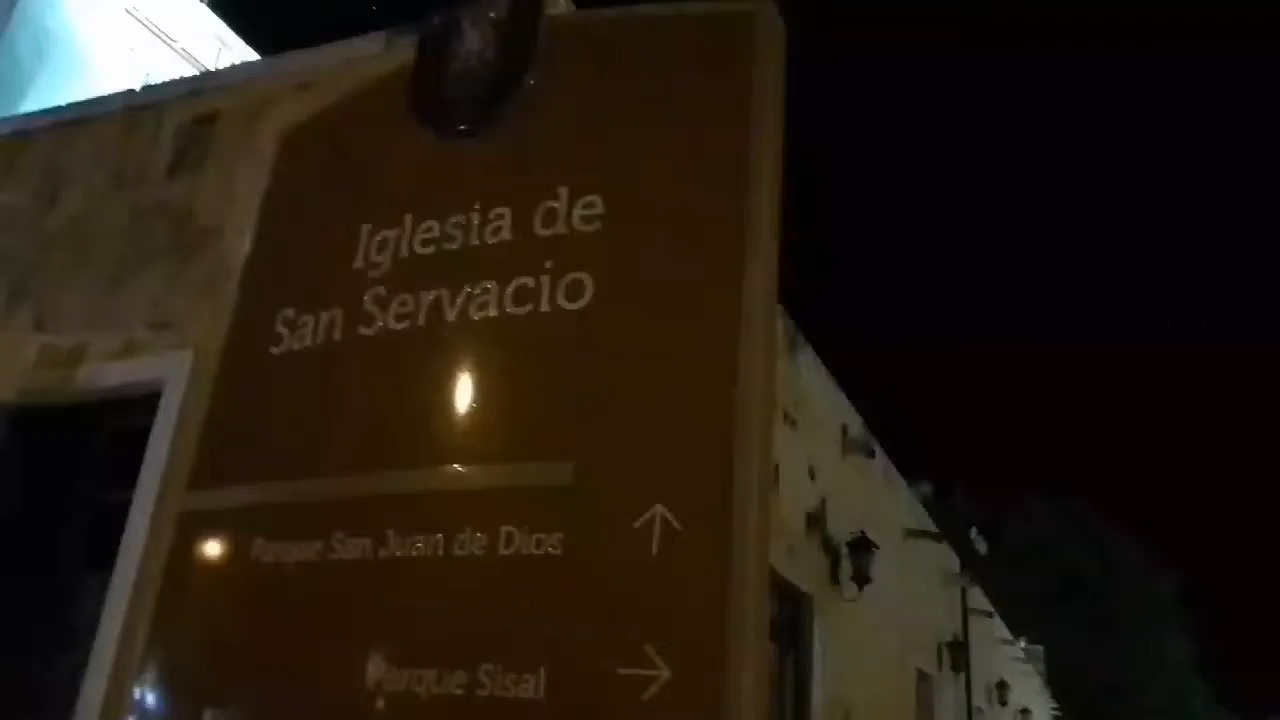 Iglesia de
San Servacio
Parque San Juan de Dios
Parque Sisal